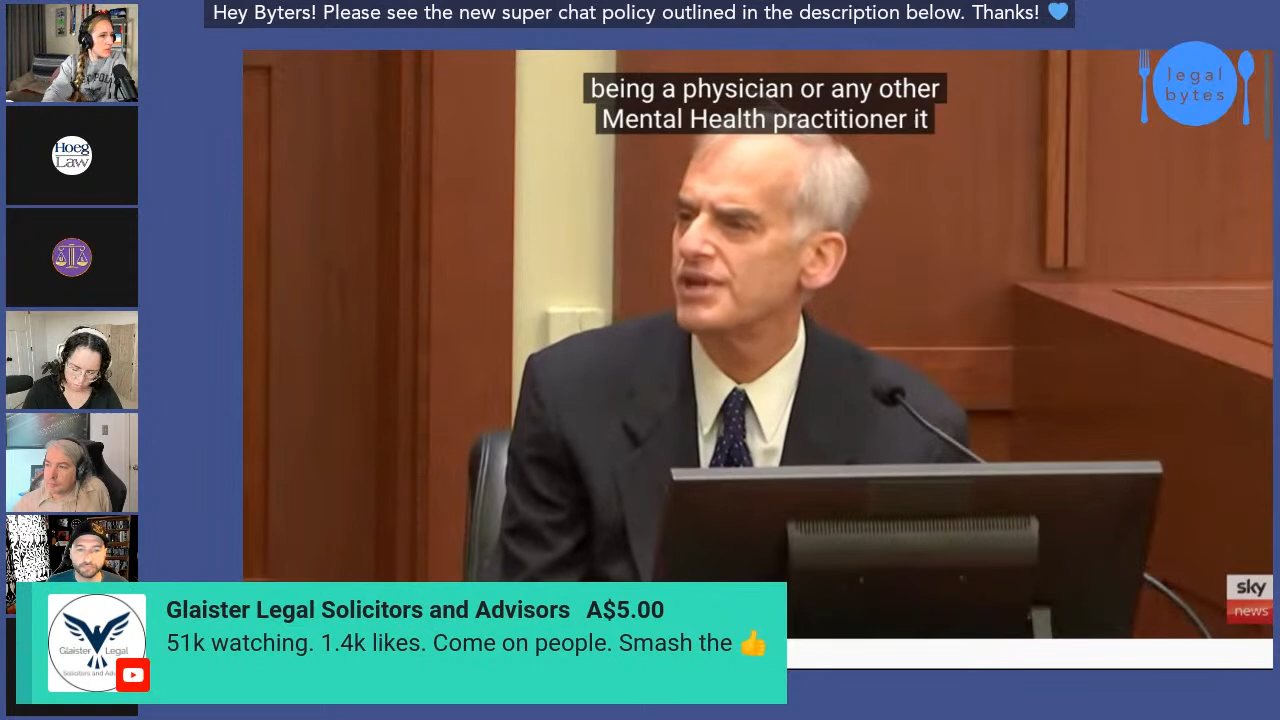 Hey Byters! Please see the new super chat policy outlined in the description below. Thanks! 💙
legal
bytes
being a physician or any other
Mental Health practitioner it
Hoeg
Law
sky
news
Glaister Legal Solicitors and Advisors A$5.00
51k watching. 1.4k likes. Come on people. Smash the 👍
Glaister Legal